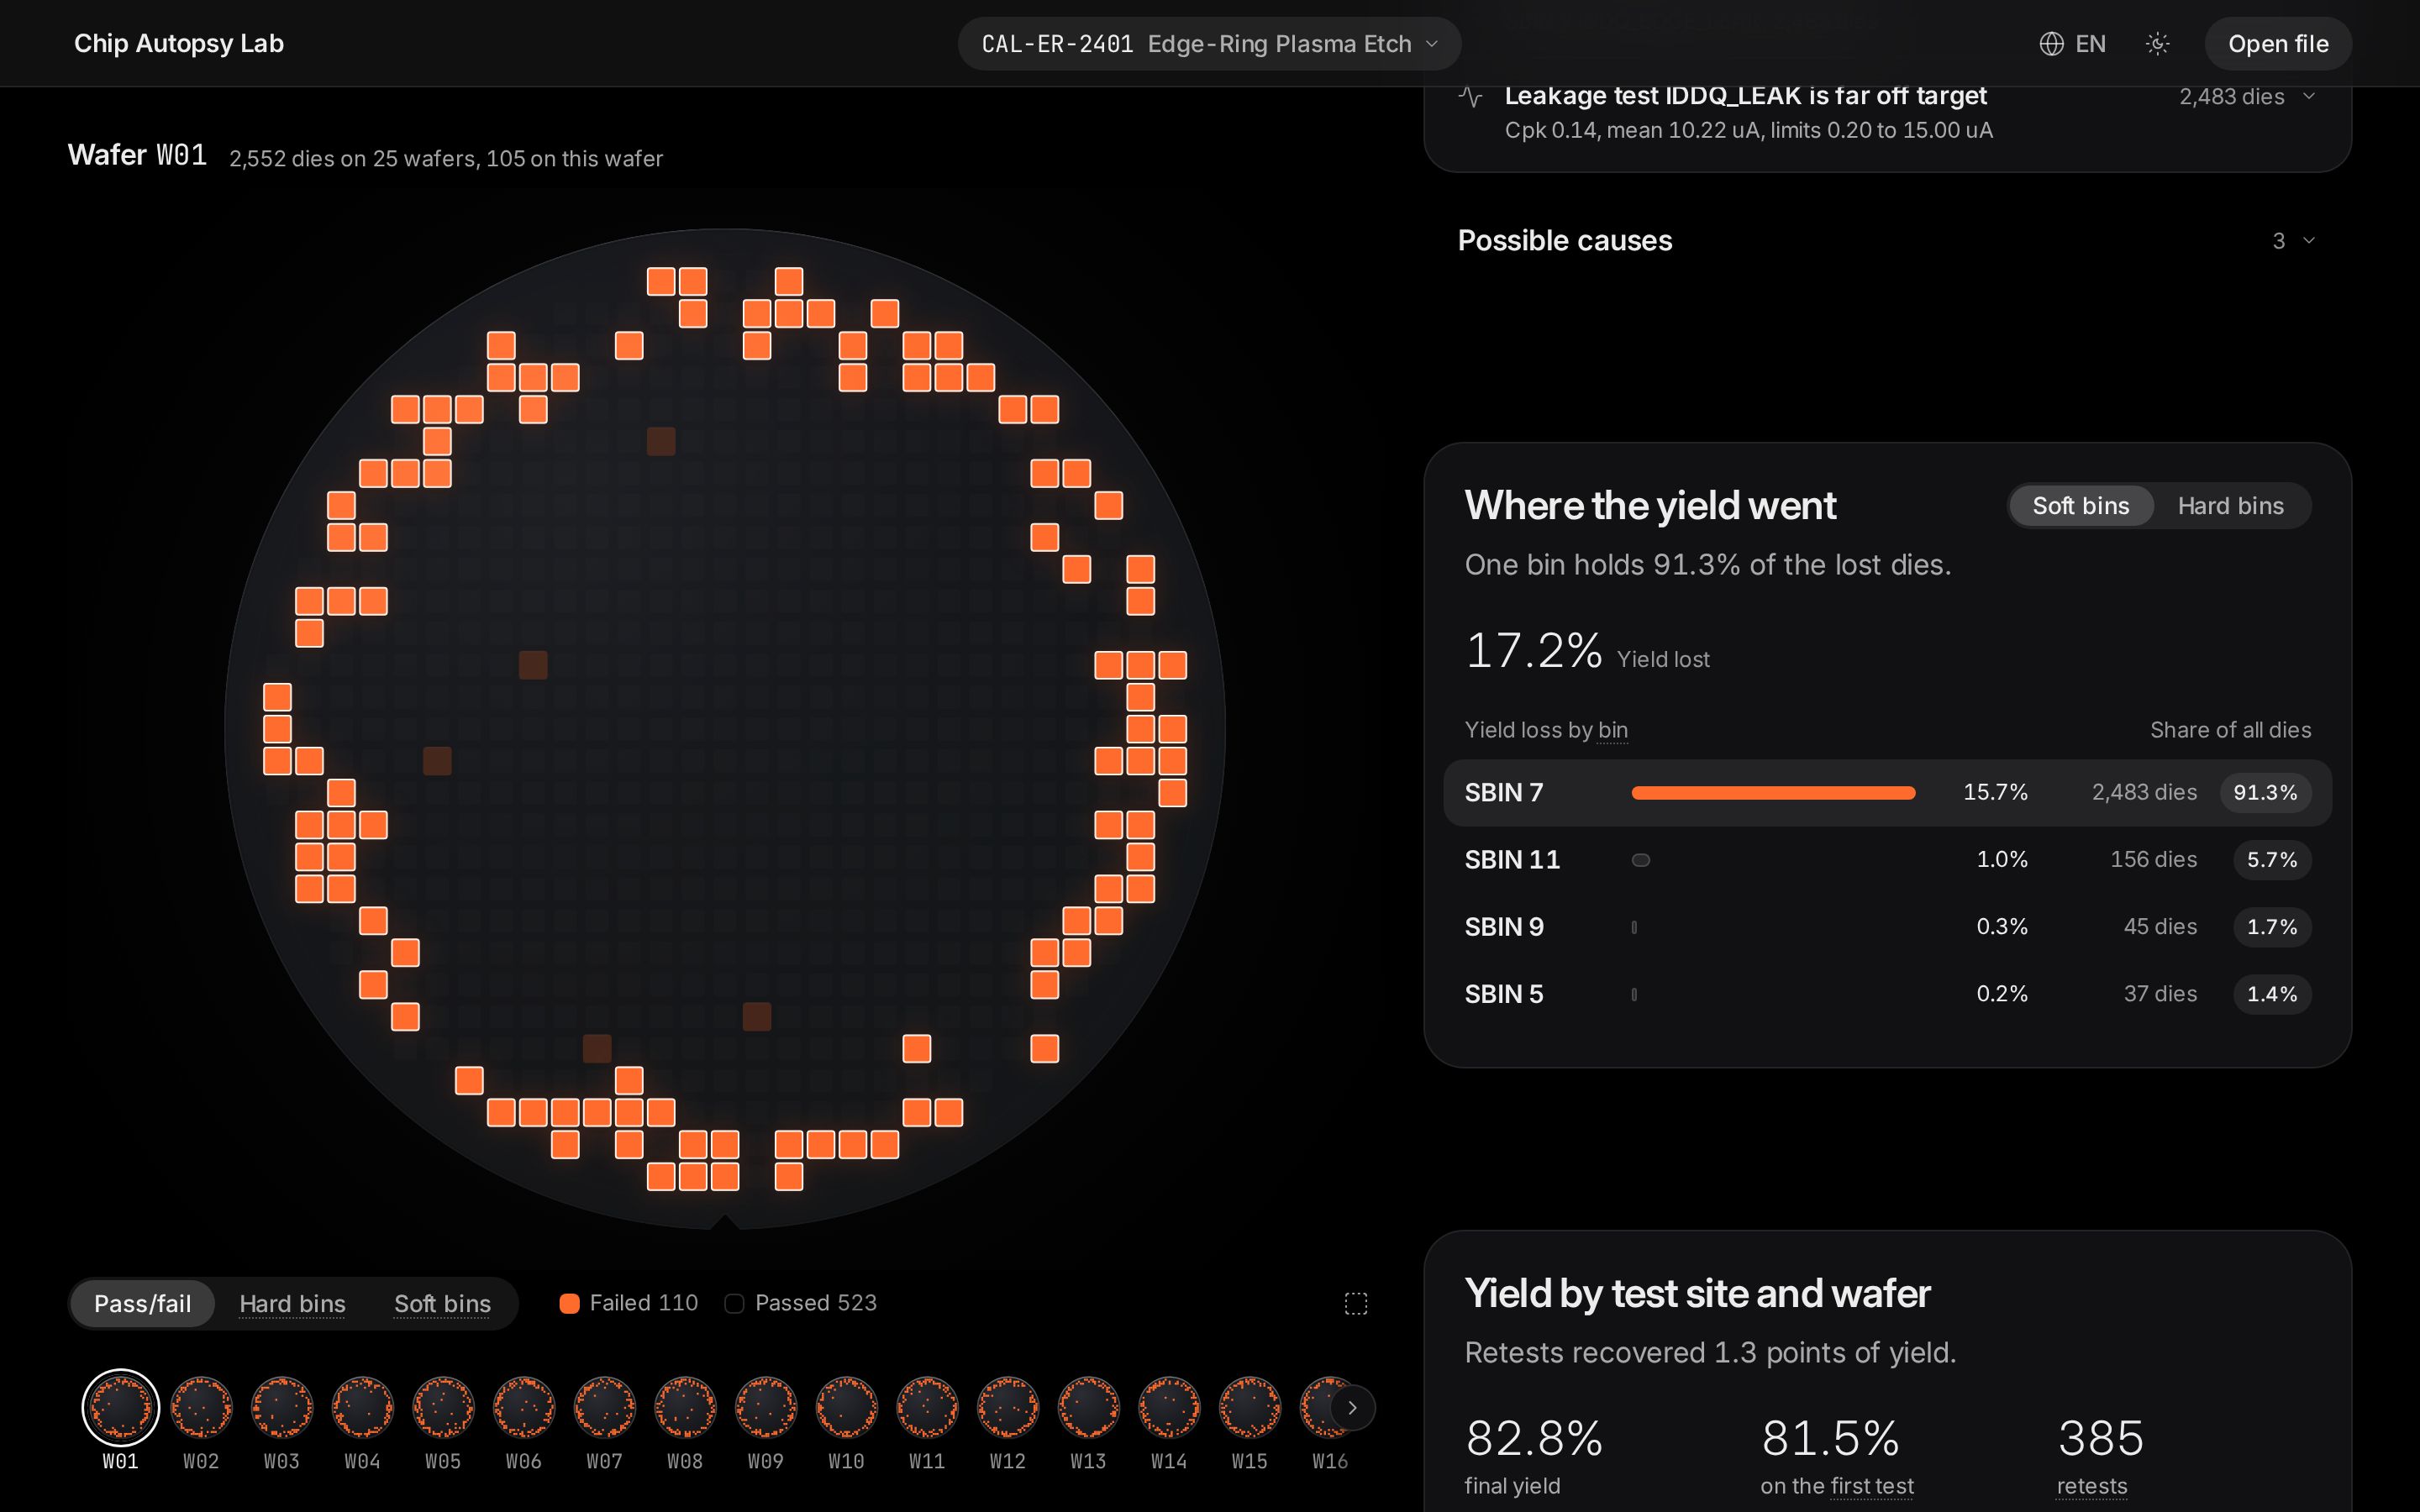 Chip Autopsy Lab
CAL-ER-2401 Edge-Ring Plasma Etch
EN
Open file
Wafer W01 2,552 dies on 25 wafers, 105 on this wafer
Pass/fail Hard bins Soft bins
Failed 110 Passed 523
W01 W02 W03 W04 W05 W06 W07 W08 W09 W10 W11 W12 W13 W14 W15 W16
Leakage test IDDQ_LEAK is far off target 2,483 dies
Cpk 0.14, mean 10.22 uA, limits 0.20 to 15.00 uA
Possible causes 3
Where the yield went Soft bins Hard bins
One bin holds 91.3% of the lost dies.
17.2% Yield lost
Yield loss by bin Share of all dies
SBIN 7 15.7% 2,483 dies 91.3%
SBIN 11 1.0% 156 dies 5.7%
SBIN 9 0.3% 45 dies 1.7%
SBIN 5 0.2% 37 dies 1.4%
Yield by test site and wafer
Retests recovered 1.3 points of yield.
82.8% 81.5% 385
final yield on the first test retests